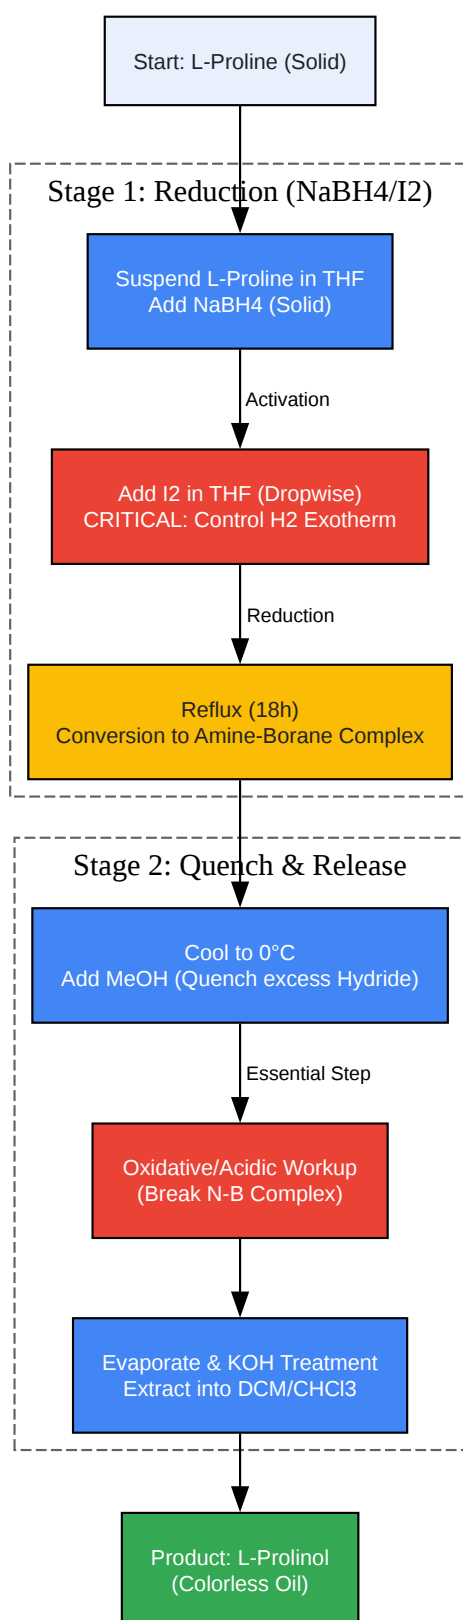 Start: L-Proline (Solid)
Stage 1: Reduction (NaBH4/I2)
Suspend L-Proline in THF
Add NaBH4 (Solid)
Activation
Add I2 in THF (Dropwise)
CRITICAL: Control H2 Exotherm
Reduction
Reflux (18h)
Conversion to Amine-Borane Complex
Stage 2: Quench & Release
Cool to 0°C
Add MeOH (Quench excess Hydride)
Essential Step
Oxidative/Acidic Workup
(Break N-B Complex)
Evaporate & KOH Treatment
Extract into DCM/CHCl3
Product: L-Prolinol
(Colorless Oil)